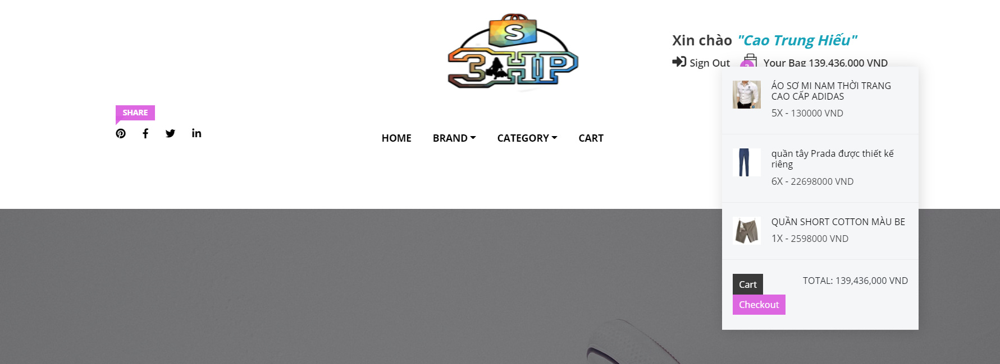 S
3HP
Xin chào "Cao Trung Hiếu"
Sign Out
Your Bag 139,436,000 VND
SHARE
HOME
BRAND
CATEGORY
CART
ÁO SƠ MI NAM THỜI TRANG
CAO CẤP ADIDAS
5X - 130000 VND
quần tây Prada được thiết kế
riêng
6X - 22698000 VND
QUẦN SHORT COTTON MÀU BE
1X - 2598000 VND
Cart
TOTAL: 139,436,000 VND
Checkout